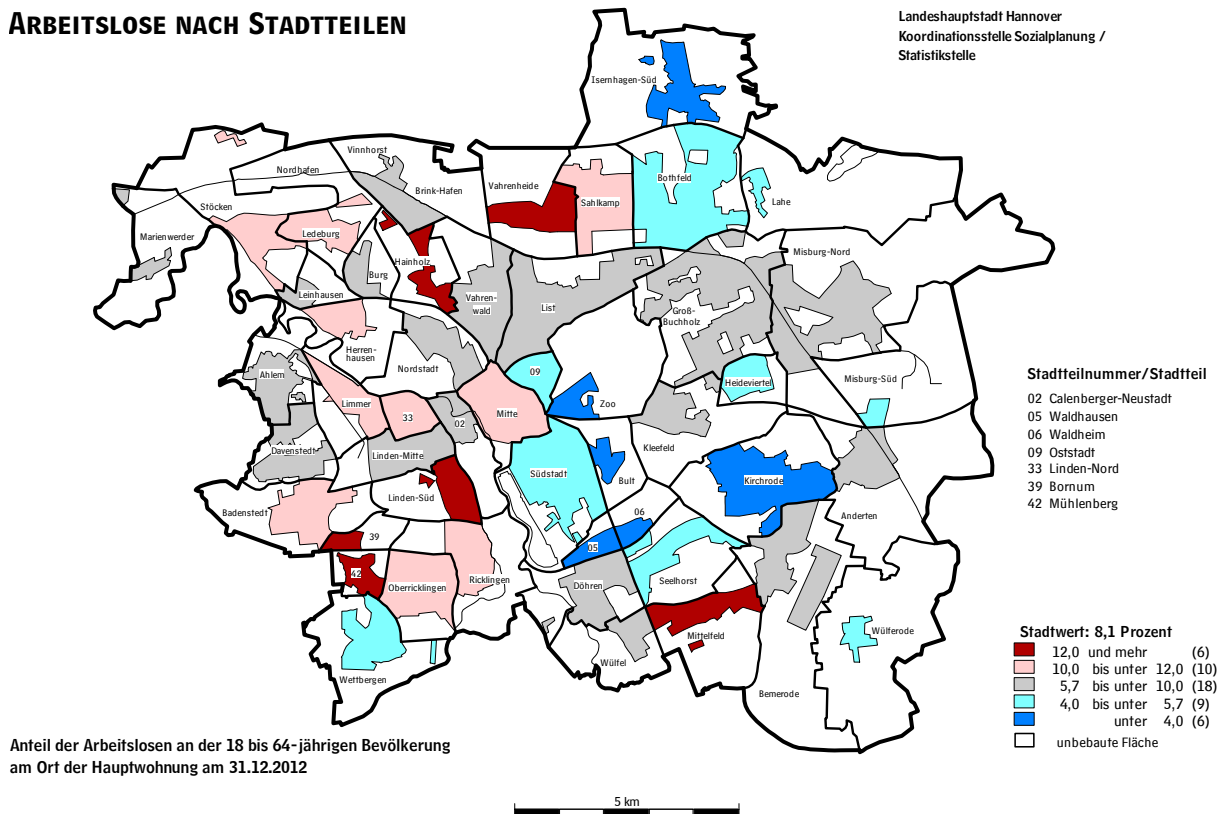 ARBEITSLOSE NACH STADTTEILEN
Landeshauptstadt Hannover
Koordinationsstelle Sozialplanung /
Statistikstelle
Isernhagen-Süd
Vinnhorst
Nordhafen
Brink-Hafen
Vahrenheide
Sahlkamp
Bothfeld
Lahe
Stöcken
Marienwerder
Ledeburg
Burg
Hainholz
Leinhausen
Vahren-
wald
List
Groß-
Buchholz
Misburg-Nord
Herren-
hausen
Nordstadt
Ahlem
Limmer
33
02
Mitte
09
Zoo
Heideviertel
Misburg-Süd
Davenstedt
Linden-Mitte
Kleefeld
Südstadt
Bult
Kirchrode
Badenstedt
Linden-Süd
39
06
05
Anderten
42
Oberricklingen
Ricklingen
Döhren
Seelhorst
Mittelfeld
Wülferode
Wettbergen
Wülfel
Bemerode
Stadtteilnummer/Stadtteil
02 Calenberger-Neustadt
05 Waldhausen
06 Waldheim
09 Oststadt
33 Linden-Nord
39 Bornum
42 Mühlenberg
Stadtwert: 8,1 Prozent
12,0 und mehr (6)
10,0 bis unter 12,0 (10)
5,7 bis unter 10,0 (18)
4,0 bis unter 5,7 (9)
unter 4,0 (6)
unbebaute Fläche
Anteil der Arbeitslosen an der 18 bis 64-jährigen Bevölkerung
am Ort der Hauptwohnung am 31.12.2012
5 km